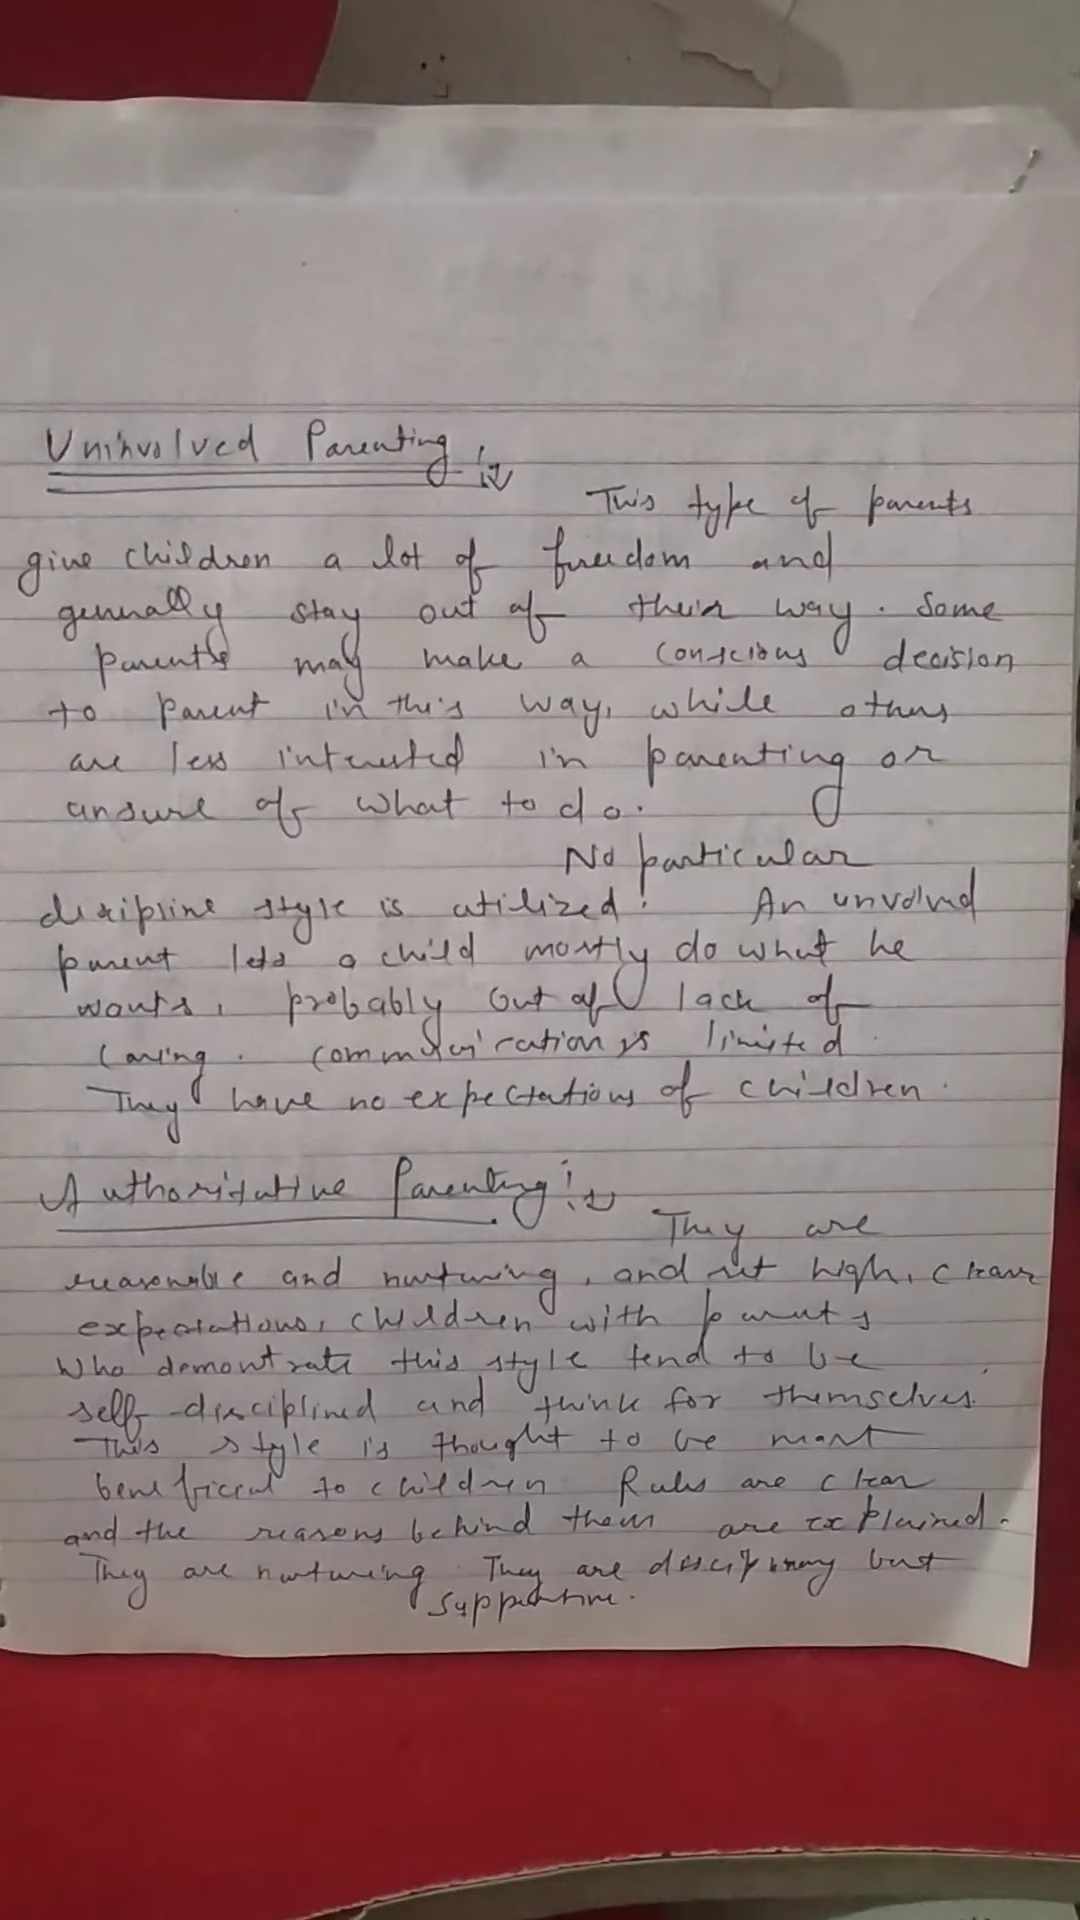 Uninvolved Parenting :-
This type of parents
give children a lot of freedom and
generally stay out of their way. Some
parents may make a conscious decision
to parent in this way, while others
are less interested in parenting or
unsure of what to do.
No particular
discipline style is utilized. An unvolved
parent lets a child mostly do what he
wants, probably out of lack of
caring. communication is limited.
They have no expectations of children.
Authoritative Parenting :-
They are
reasonable and nurturing, and set high, clear
expectations, children with parents
who demontrate this style tend to be
self-disciplined and think for themselves.
This style is thought to be most
beneficial to children Rules are clear
and the reasons behind them are explained.
They are nurturing. They are but
supportive.